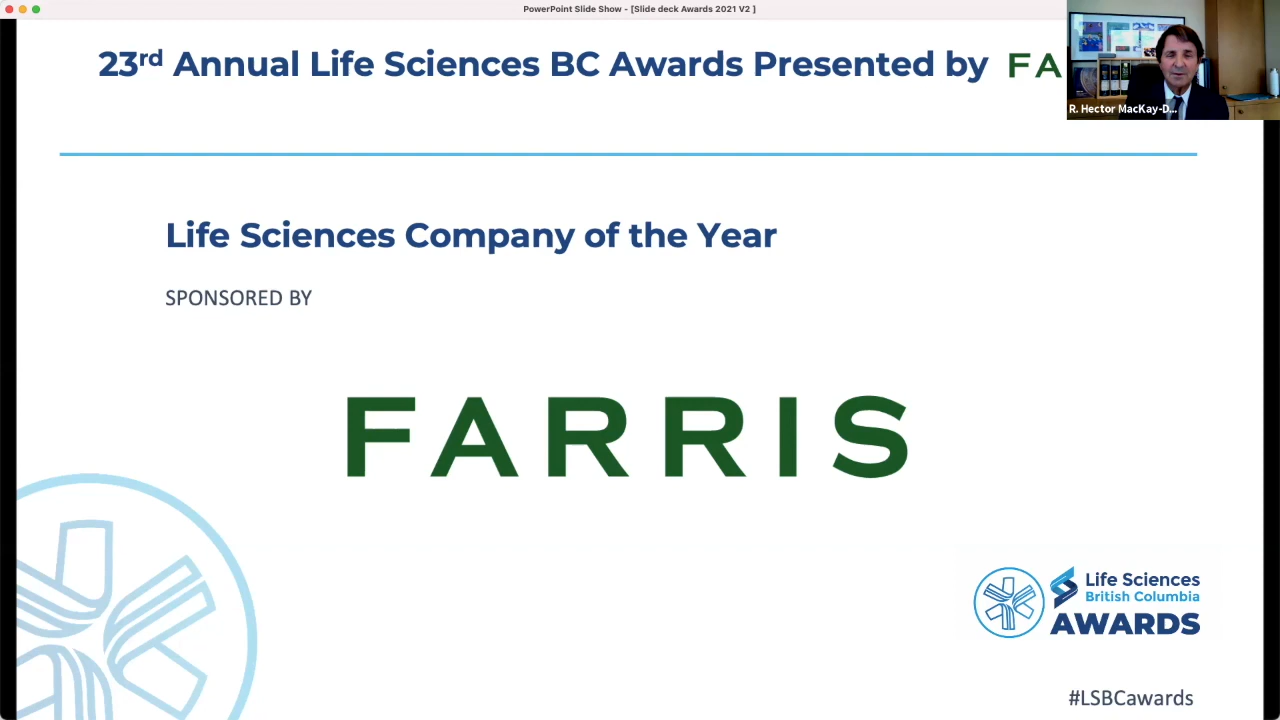 PowerPoint Slide Show - [Slide deck Awards 2021 V2 ]
23rd Annual Life Sciences BC Awards Presented by FA
R. Hector MacKay-D...
Life Sciences Company of the Year
SPONSORED BY
FARRIS
Life Sciences
British Columbia
AWARDS
#LSBCawards